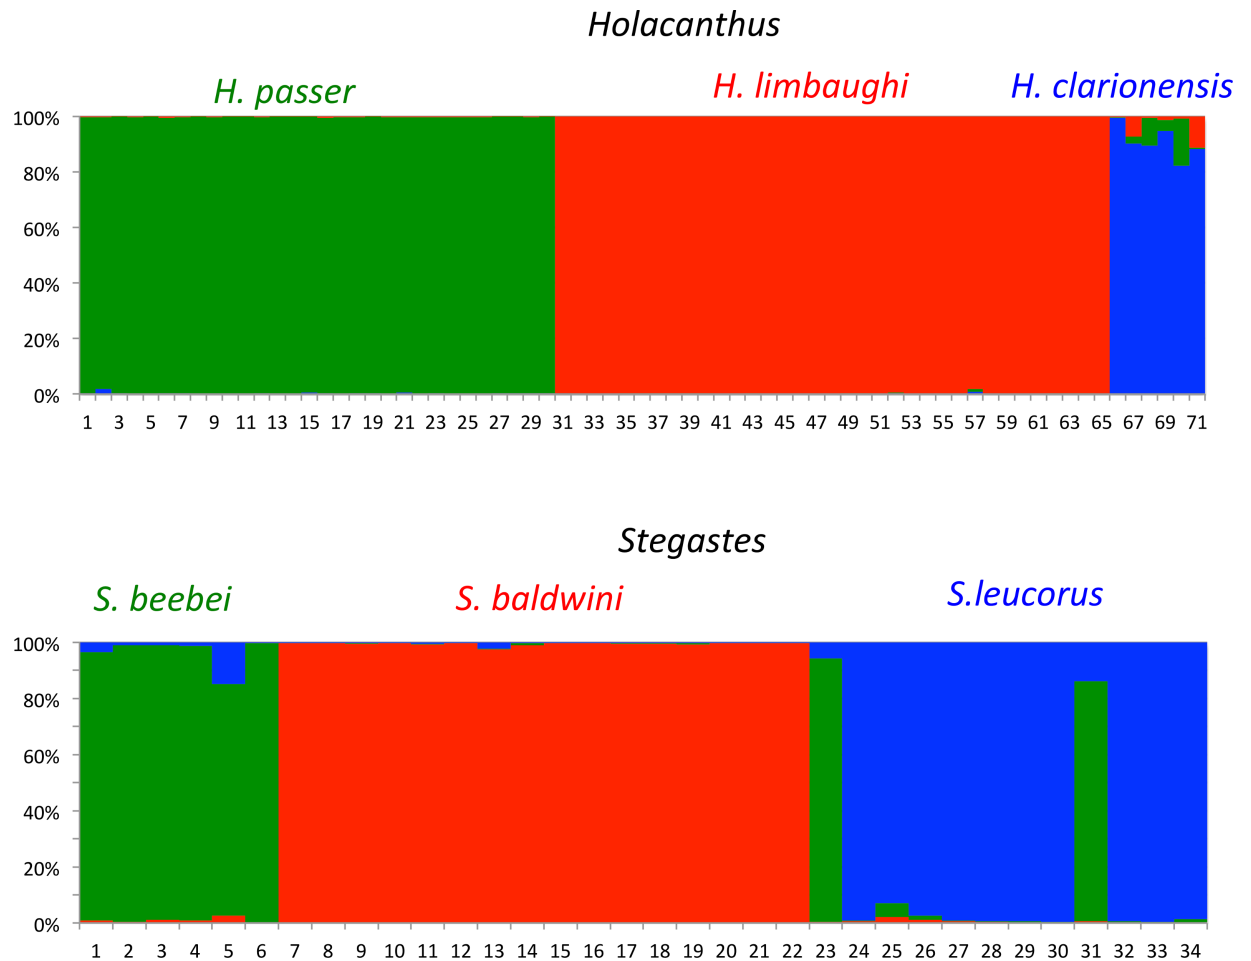 Holacanthus
H. passer H. limbaughi H. clarionensis
100%
80%
60%
40%
20%
0%
1 3 5 7 9 11 13 15 17 19 21 23 25 27 29 31 33 35 37 39 41 43 45 47 49 51 53 55 57 59 61 63 65 67 69 71
Stegastes
S. beebei S. baldwini S.leucorus
100%
80%
60%
40%
20%
0%
1 2 3 4 5 6 7 8 9 10 11 12 13 14 15 16 17 18 19 20 21 22 23 24 25 26 27 28 29 30 31 32 33 34